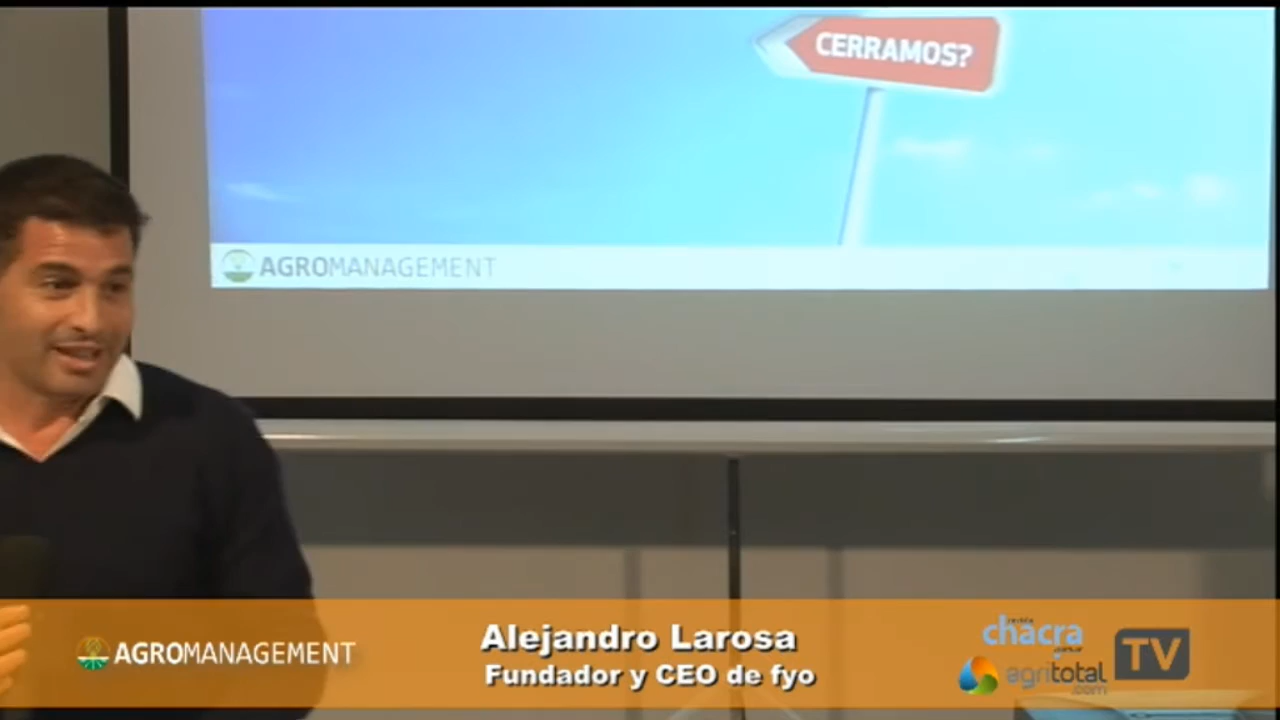 CERRAMOS?
AGROMANAGEMENT
AGROMANAGEMENT
Alejandro Larosa
Fundador y CEO de fyo
chacra
agritotal
.com
TV